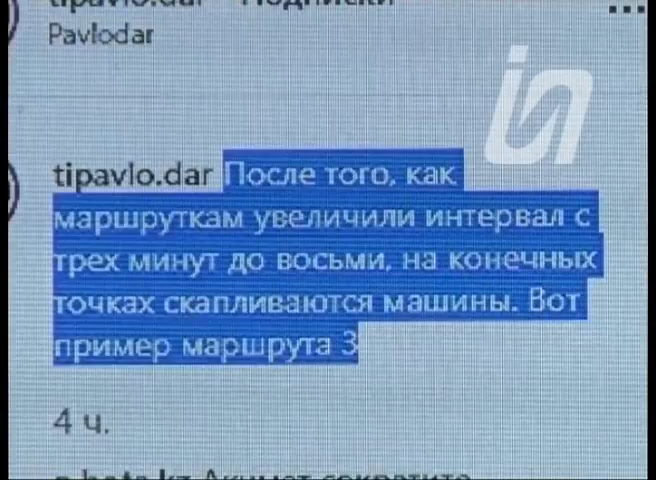 tipavlo.dar • Подписки
Pavlodar
tipavlo.dar После того, как
маршруткам увеличили интервал с
трех минут до восьми, на конечных
точках скапливаются машины. Вот
пример маршрута 3
4 ч.